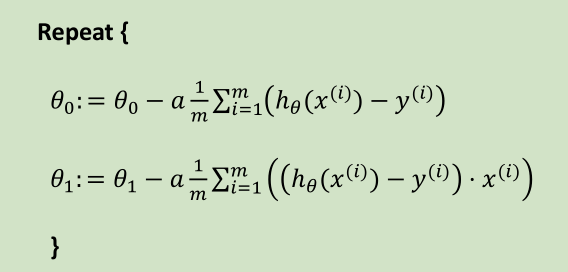 Repeat {
θ₀:= θ₀ − a 1/m ∑ᵢ₌₁ᵐ(hθ(x⁽ⁱ⁾) − y⁽ⁱ⁾)
θ₁:= θ₁ − a 1/m ∑ᵢ₌₁ᵐ((hθ(x⁽ⁱ⁾) − y⁽ⁱ⁾) · x⁽ⁱ⁾)
}